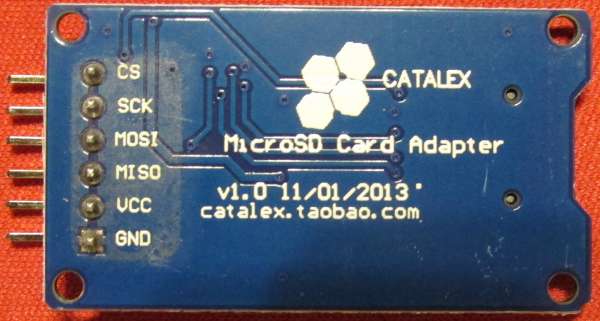 CS
SCK
MOSI
MISO
VCC
GND
CATALEX
MicroSD Card Adapter
v1.0 11/01/2013
catalex.taobao.com